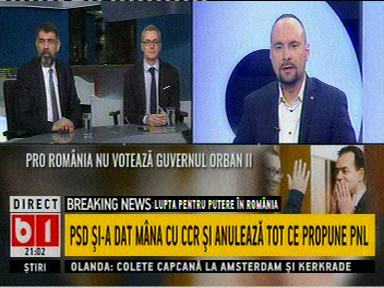 PRO ROMÂNIA NU VOTEAZĂ GUVERNUL ORBAN II
DIRECT
BREAKING NEWS LUPTA PENTRU PUTERE ÎN ROMÂNIA
b1
PSD ŞI-A DAT MÂNA CU CCR ŞI ANULEAZĂ TOT CE PROPUNE PNL
21:02
ŞTIRI
OLANDA: COLETE CAPCANĂ LA AMSTERDAM ŞI KERKRADE